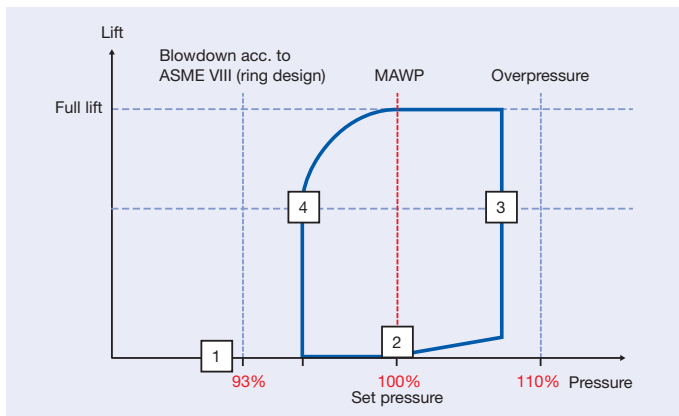 Lift
Blowdown acc. to
ASME VIII (ring design)
MAWP
Overpressure
Full lift
4
3
2
1
93%
100%
110%
Pressure
Set pressure